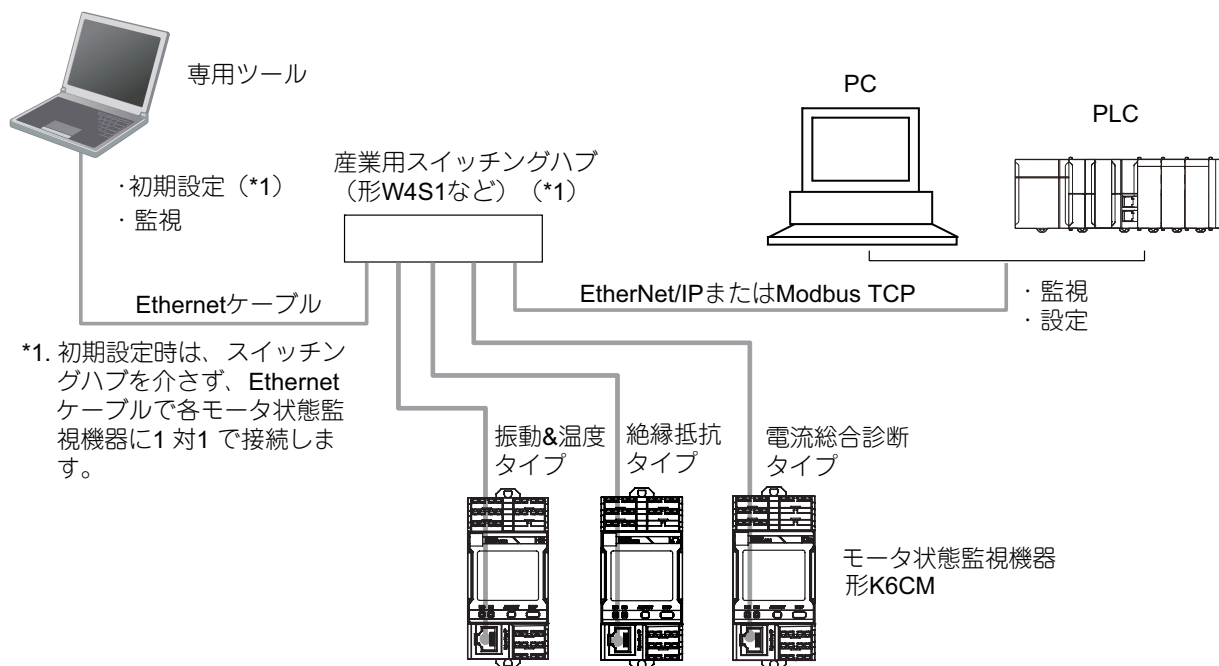 専用ツール
・初期設定（*1）
・監視
産業用スイッチングハブ
（形W4S1など）（*1）
PC
PLC
Ethernetケーブル
EtherNet/IPまたはModbus TCP
・監視
・設定
*1. 初期設定時は、スイッチン
グハブを介さず、Ethernet
ケーブルで各モータ状態監
視機器に1 対1 で接続しま
す。
振動&温度
タイプ
絶縁抵抗
タイプ
電流総合診断
タイプ
モータ状態監視機器
形K6CM